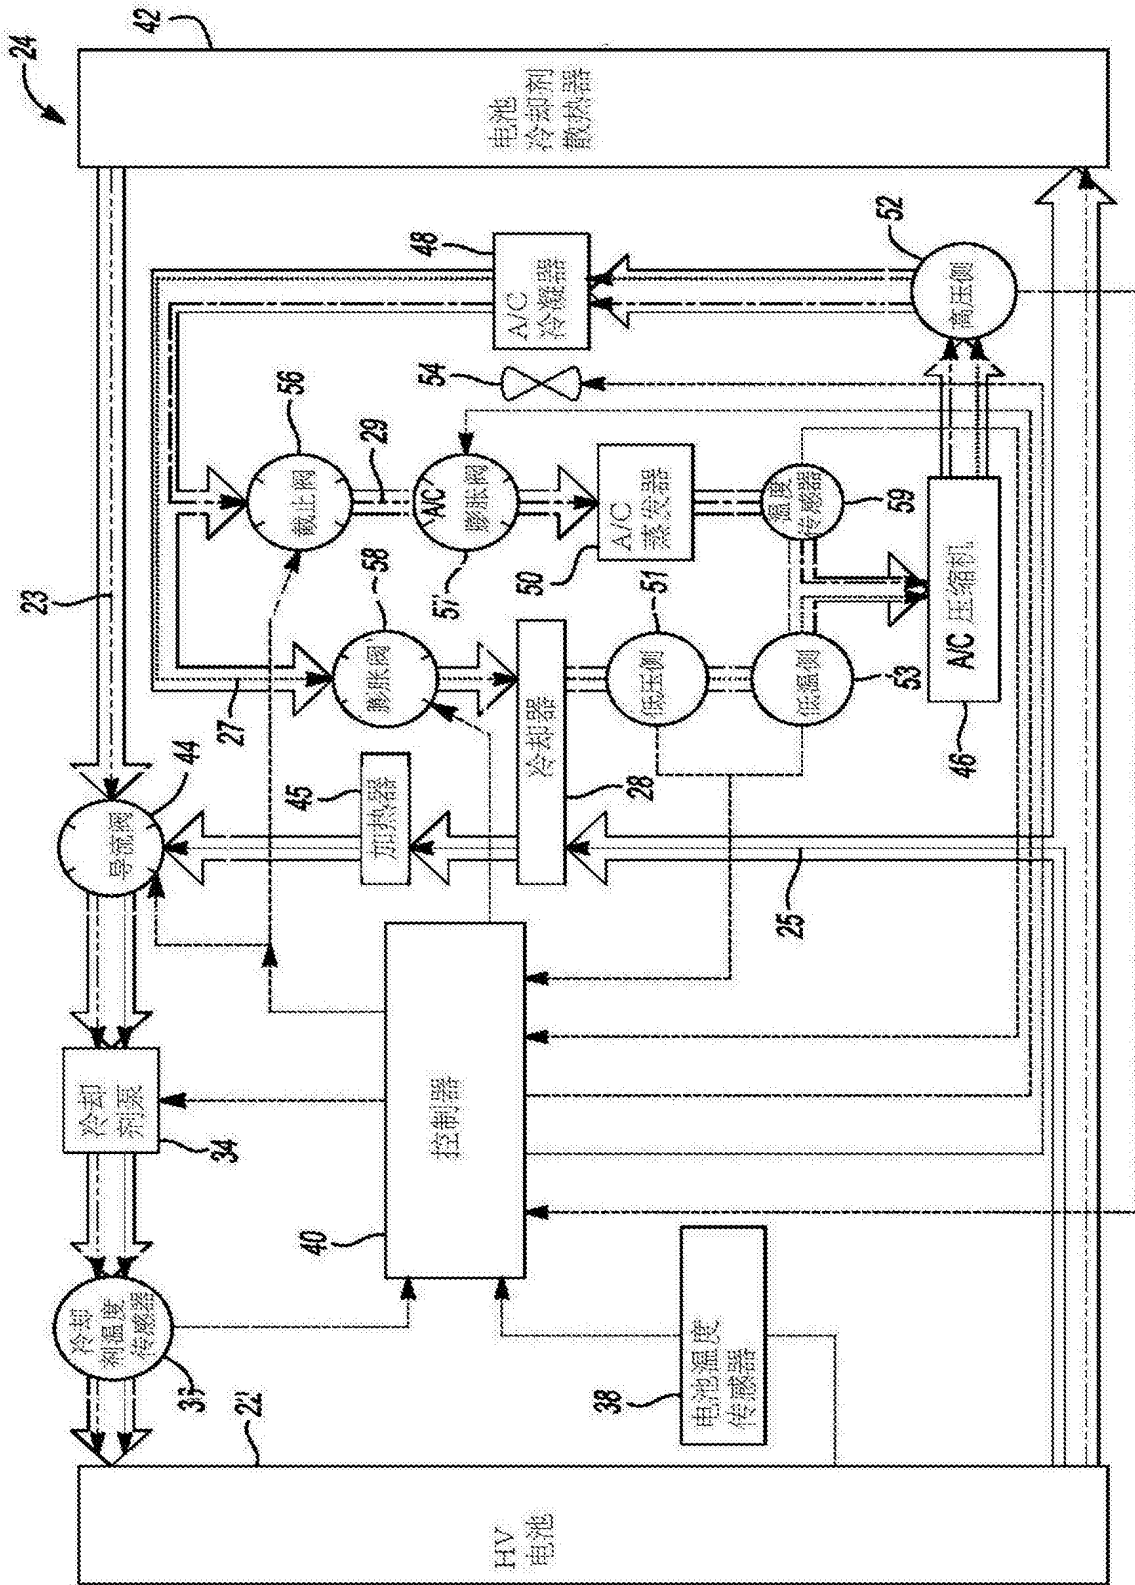 24
23
冷却
剂温度
传感器
冷却
剂泵
34
导流阀
44
22
42
27
截止阀
56
40
45
加热器
膨胀阀
58
29
A/C
膨胀阀
57
48
控制器
54
HV
电池
电池
冷却剂
散热器
冷却器
28
50
A/C
冷凝器
38
A/C
蒸发器
低压侧
51
电池温度
传感器
25
低温侧
53
温度
传感器
59
52
46
A/C 压缩机
高压侧